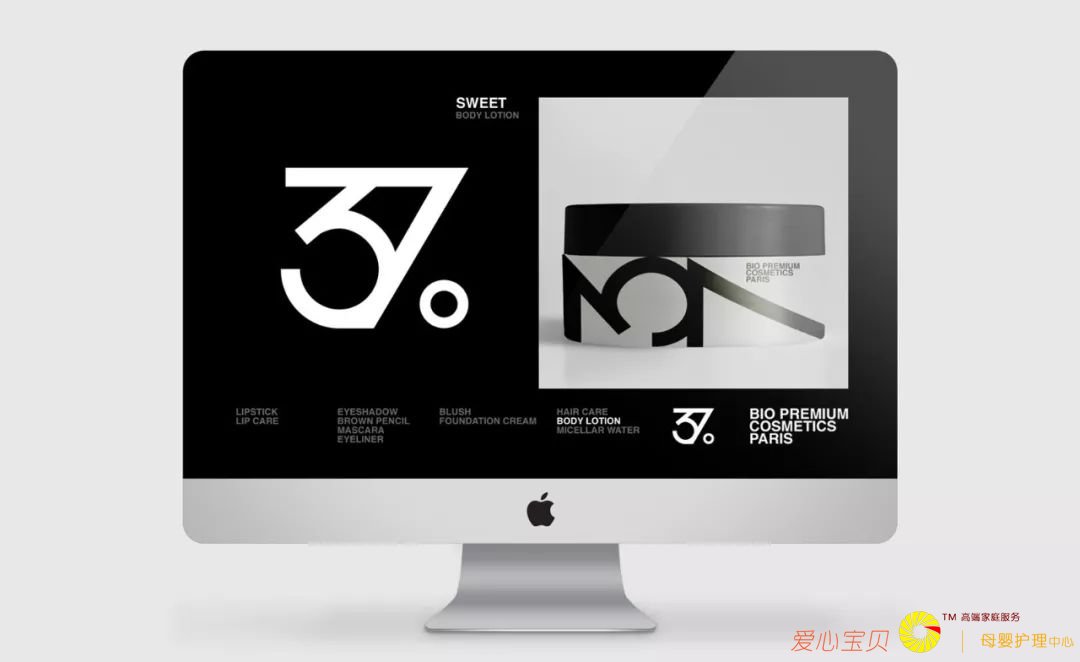 SWEET
BODY LOTION
37.
BIO PREMIUM
COSMETICS
PARIS
LIPSTICK
LIP CARE
EYESHADOW
BROWN PENCIL
MASCARA
EYELINER
BLUSH
FOUNDATION CREAM
HAIR CARE
BODY LOTION
MICELLAR WATER
37.
BIO PREMIUM
COSMETICS
PARIS
爱心宝贝
TM 高端家庭服务
母婴护理中心